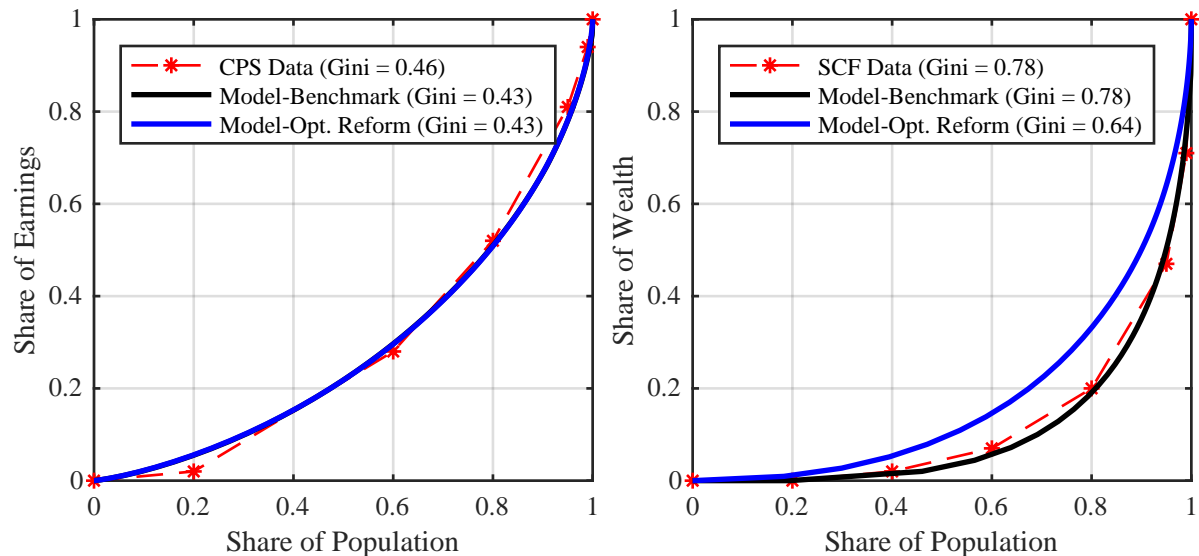 CPS Data (Gini = 0.46)
Model-Benchmark (Gini = 0.43)
Model-Opt. Reform (Gini = 0.43)
Share of Earnings
1
0.8
0.6
0.4
0.2
0
0
0.2
0.4
0.6
0.8
1
Share of Population
SCF Data (Gini = 0.78)
Model-Benchmark (Gini = 0.78)
Model-Opt. Reform (Gini = 0.64)
Share of Wealth
1
0.8
0.6
0.4
0.2
0
0
0.2
0.4
0.6
0.8
1
Share of Population